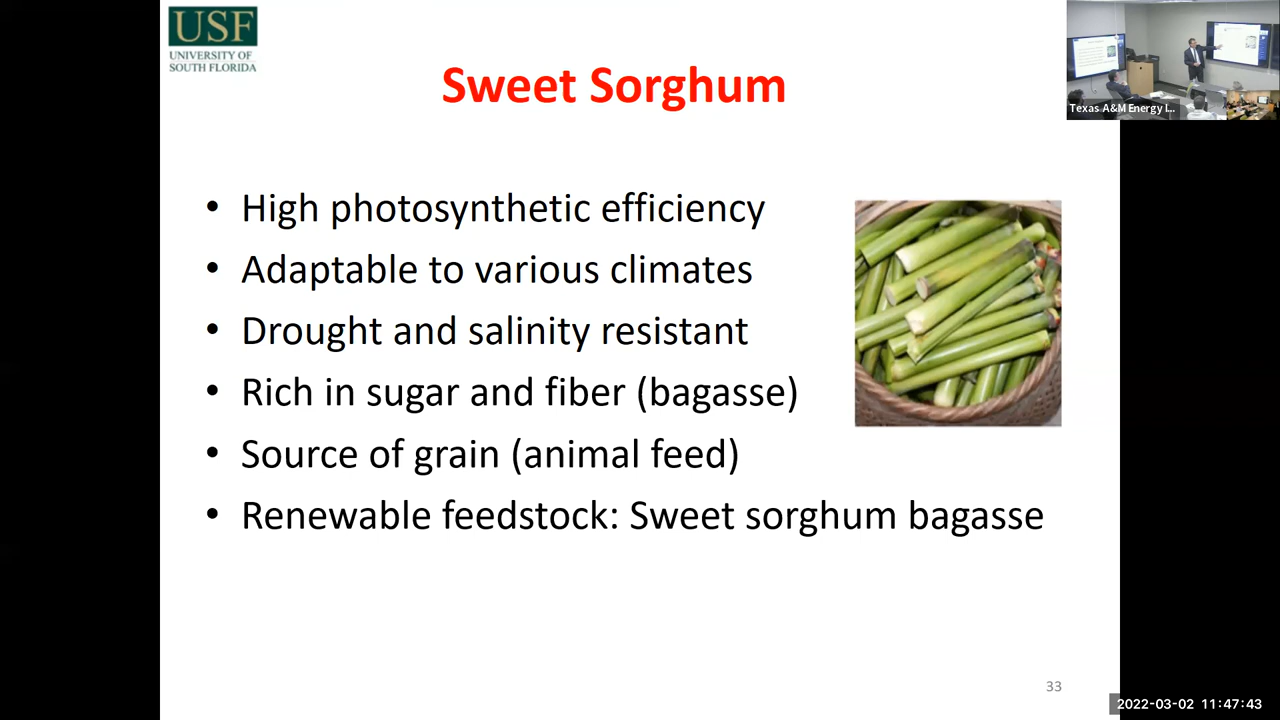 USF
UNIVERSITY OF
SOUTH FLORIDA
Sweet Sorghum
• High photosynthetic efficiency
• Adaptable to various climates
• Drought and salinity resistant
• Rich in sugar and fiber (bagasse)
• Source of grain (animal feed)
• Renewable feedstock: Sweet sorghum bagasse
33
Texas A&M Energy I...
2022-03-02 11:47:43